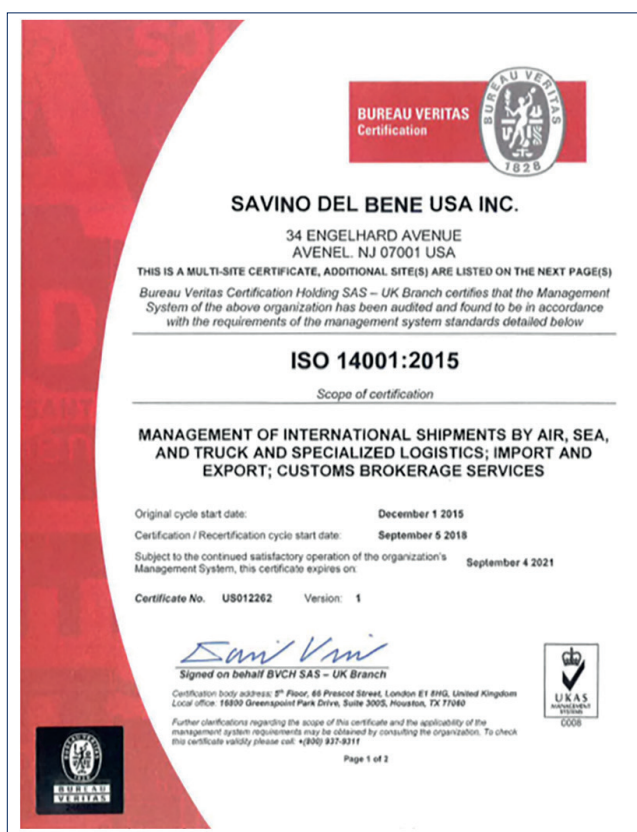 BUREAU VERITAS
Certification
BUREAU VERITAS
1828
SAVINO DEL BENE USA INC.
34 ENGELHARD AVENUE
AVENEL. NJ 07001 USA
THIS IS A MULTI-SITE CERTIFICATE, ADDITIONAL SITE(S) ARE LISTED ON THE NEXT PAGE(S)
Bureau Veritas Certification Holding SAS – UK Branch certifies that the Management
System of the above organization has been audited and found to be in accordance
with the requirements of the management system standards detailed below
ISO 14001:2015
Scope of certification
MANAGEMENT OF INTERNATIONAL SHIPMENTS BY AIR, SEA,
AND TRUCK AND SPECIALIZED LOGISTICS; IMPORT AND
EXPORT; CUSTOMS BROKERAGE SERVICES
Original cycle start date: December 1 2015
Certification / Recertification cycle start date: September 5 2018
Subject to the continued satisfactory operation of the organization's
Management System, this certificate expires on: September 4 2021
Certificate No. US012262 Version: 1
Signed on behalf BVCH SAS – UK Branch
Certification body address: 5th Floor, 66 Prescot Street, London E1 8HG, United Kingdom
Local office: 16800 Greenspoint Park Drive, Suite 300S, Houston, TX 77060
Further clarifications regarding the scope of this certificate and the applicability of the
management system requirements may be obtained by consulting the organization. To check
this certificate validity please call: +(800) 937-9311
Page 1 of 2
UKAS
MANAGEMENT
SYSTEMS
0008
BUREAU
VERITAS